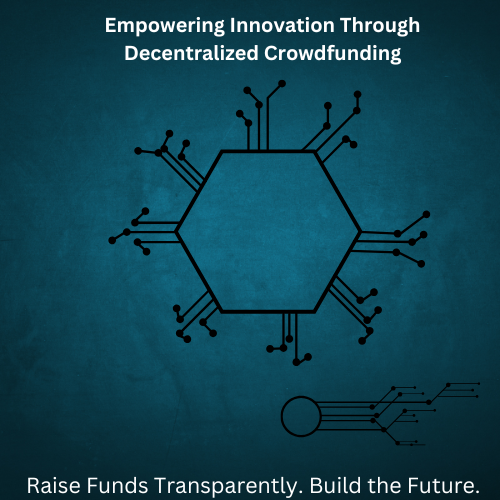 Empowering Innovation Through
Decentralized Crowdfunding
Raise Funds Transparently. Build the Future.